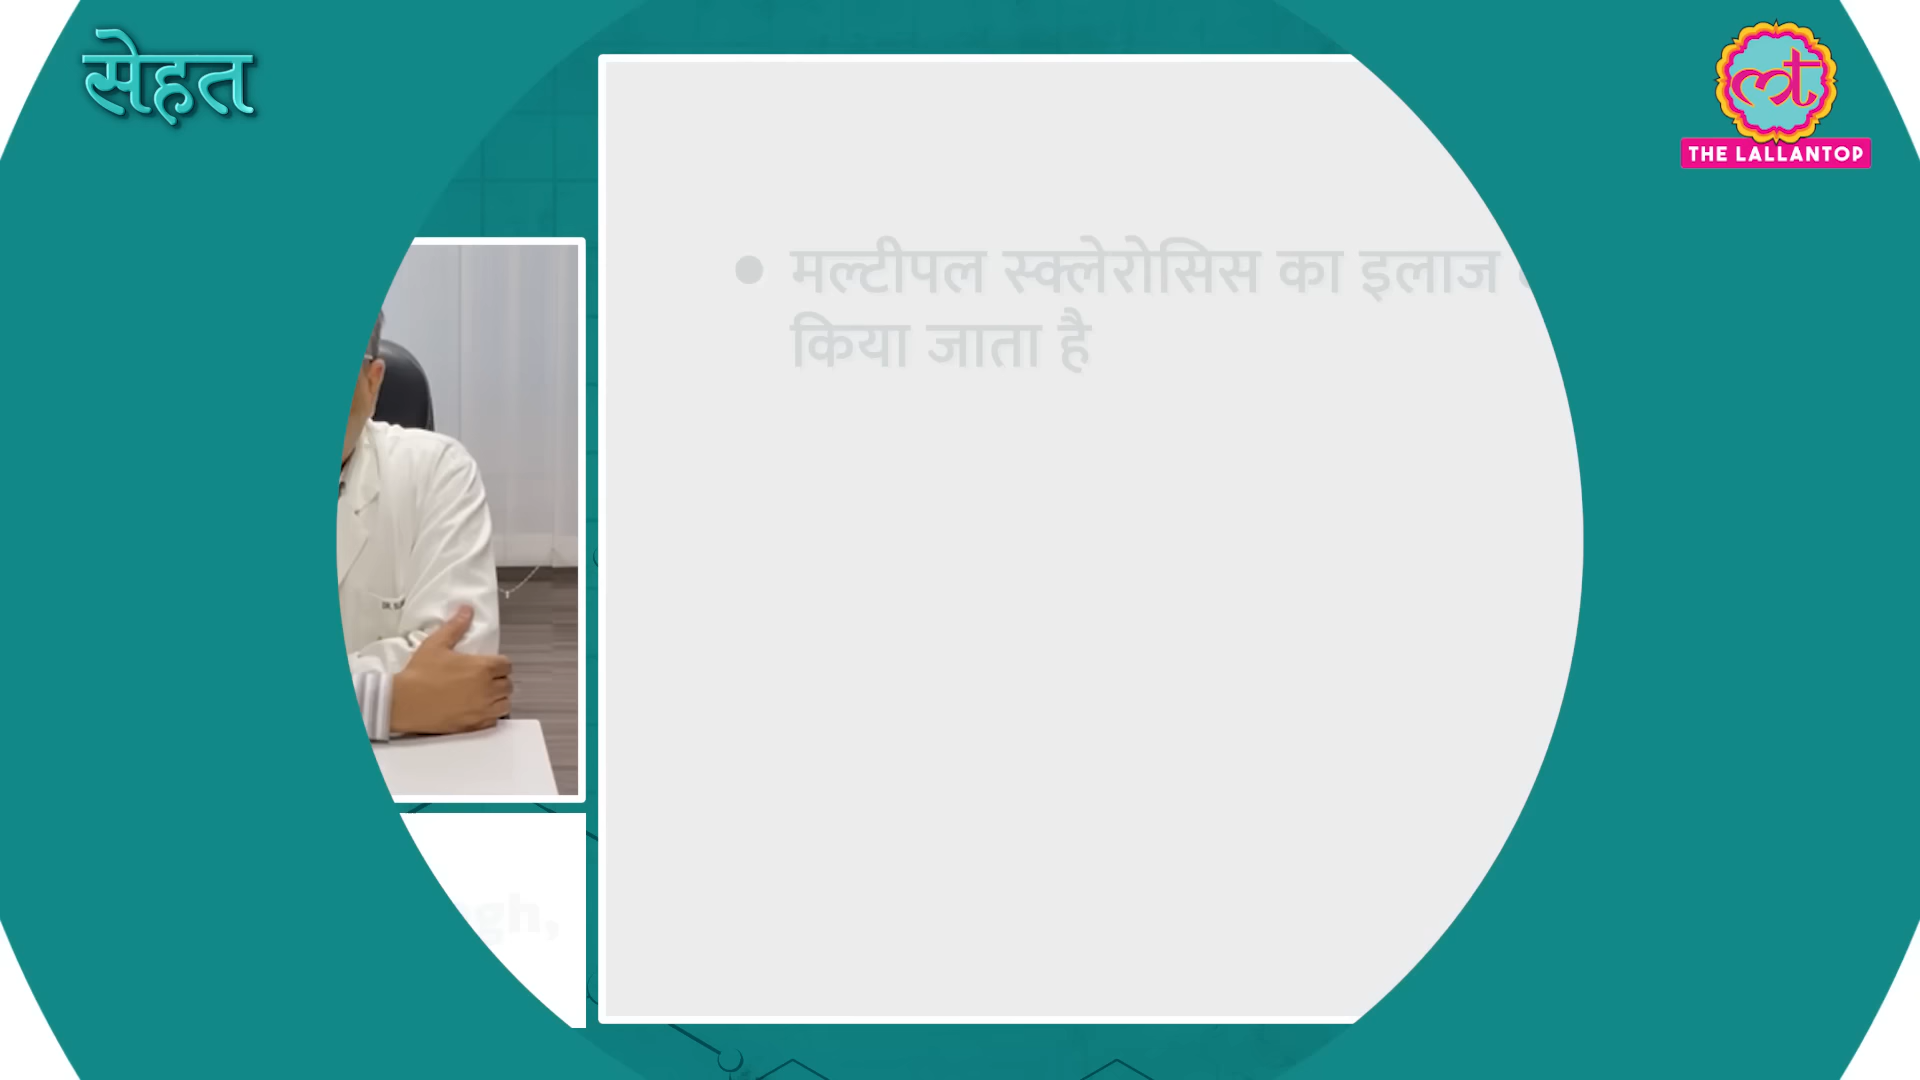 सेहत
THE LALLANTOP
मल्टीपल स्क्लेरोसिस का इलाज
किया जाता है